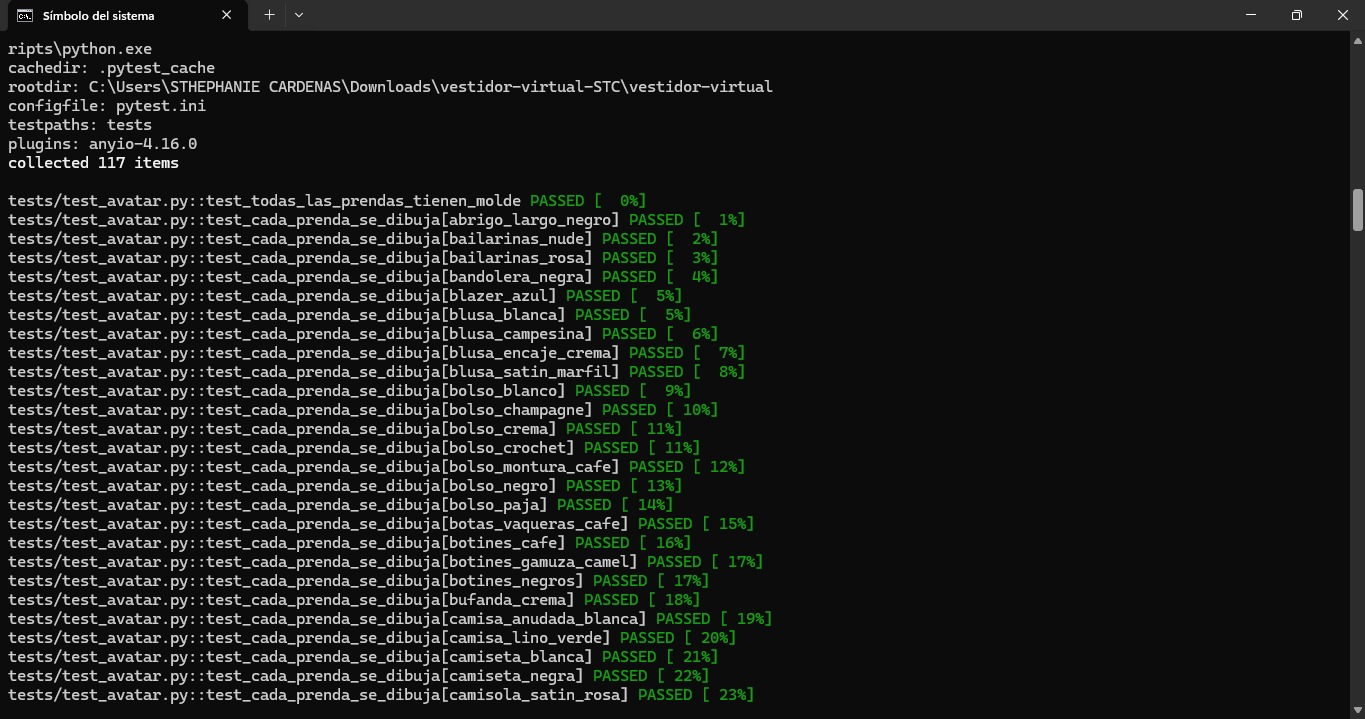 Símbolo del sistema
ripts\python.exe
cachedir: .pytest_cache
rootdir: C:\Users\STHEPHANIE CARDENAS\Downloads\vestidor-virtual-STC\vestidor-virtual
configfile: pytest.ini
testpaths: tests
plugins: anyio-4.16.0
collected 117 items
tests/test_avatar.py::test_todas_las_prendas_tienen_molde PASSED [  0%]
tests/test_avatar.py::test_cada_prenda_se_dibuja[abrigo_largo_negro] PASSED [  1%]
tests/test_avatar.py::test_cada_prenda_se_dibuja[bailarinas_nude] PASSED [  2%]
tests/test_avatar.py::test_cada_prenda_se_dibuja[bailarinas_rosa] PASSED [  3%]
tests/test_avatar.py::test_cada_prenda_se_dibuja[bandolera_negra] PASSED [  4%]
tests/test_avatar.py::test_cada_prenda_se_dibuja[blazer_azul] PASSED [  5%]
tests/test_avatar.py::test_cada_prenda_se_dibuja[blusa_blanca] PASSED [  5%]
tests/test_avatar.py::test_cada_prenda_se_dibuja[blusa_campesina] PASSED [  6%]
tests/test_avatar.py::test_cada_prenda_se_dibuja[blusa_encaje_crema] PASSED [  7%]
tests/test_avatar.py::test_cada_prenda_se_dibuja[blusa_satin_marfil] PASSED [  8%]
tests/test_avatar.py::test_cada_prenda_se_dibuja[bolso_blanco] PASSED [  9%]
tests/test_avatar.py::test_cada_prenda_se_dibuja[bolso_champagne] PASSED [ 10%]
tests/test_avatar.py::test_cada_prenda_se_dibuja[bolso_crema] PASSED [ 11%]
tests/test_avatar.py::test_cada_prenda_se_dibuja[bolso_crochet] PASSED [ 11%]
tests/test_avatar.py::test_cada_prenda_se_dibuja[bolso_montura_cafe] PASSED [ 12%]
tests/test_avatar.py::test_cada_prenda_se_dibuja[bolso_negro] PASSED [ 13%]
tests/test_avatar.py::test_cada_prenda_se_dibuja[bolso_paja] PASSED [ 14%]
tests/test_avatar.py::test_cada_prenda_se_dibuja[botas_vaqueras_cafe] PASSED [ 15%]
tests/test_avatar.py::test_cada_prenda_se_dibuja[botines_cafe] PASSED [ 16%]
tests/test_avatar.py::test_cada_prenda_se_dibuja[botines_gamuza_camel] PASSED [ 17%]
tests/test_avatar.py::test_cada_prenda_se_dibuja[botines_negros] PASSED [ 17%]
tests/test_avatar.py::test_cada_prenda_se_dibuja[bufanda_crema] PASSED [ 18%]
tests/test_avatar.py::test_cada_prenda_se_dibuja[camisa_anudada_blanca] PASSED [ 19%]
tests/test_avatar.py::test_cada_prenda_se_dibuja[camisa_lino_verde] PASSED [ 20%]
tests/test_avatar.py::test_cada_prenda_se_dibuja[camiseta_blanca] PASSED [ 21%]
tests/test_avatar.py::test_cada_prenda_se_dibuja[camiseta_negra] PASSED [ 22%]
tests/test_avatar.py::test_cada_prenda_se_dibuja[camisola_satin_rosa] PASSED [ 23%]